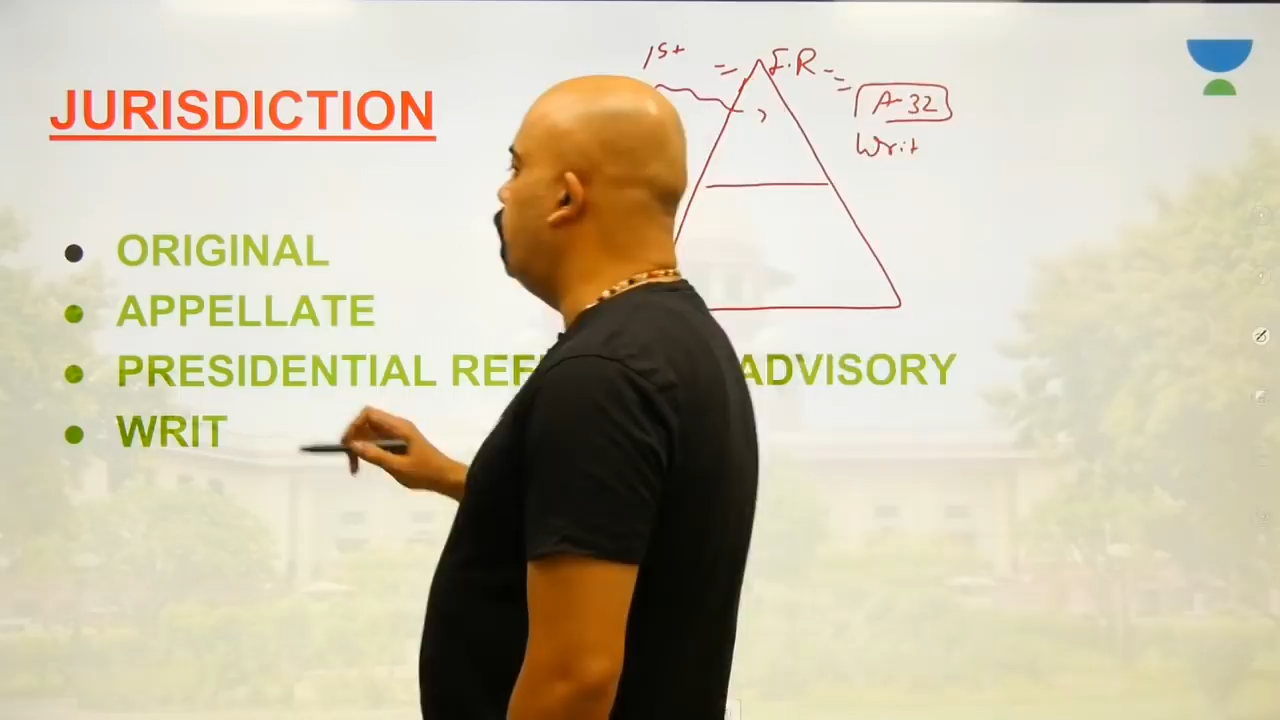 JURISDICTION
1st
F.R
A-32
Writ
ORIGINAL
APPELLATE
PRESIDENTIAL REF ADVISORY
WRIT